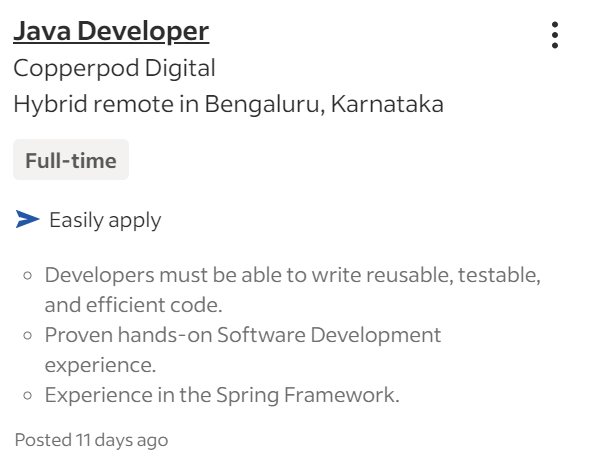 Java Developer
Copperpod Digital
Hybrid remote in Bengaluru, Karnataka
Full-time
Easily apply
Developers must be able to write reusable, testable,
and efficient code.
Proven hands-on Software Development
experience.
Experience in the Spring Framework.
Posted 11 days ago